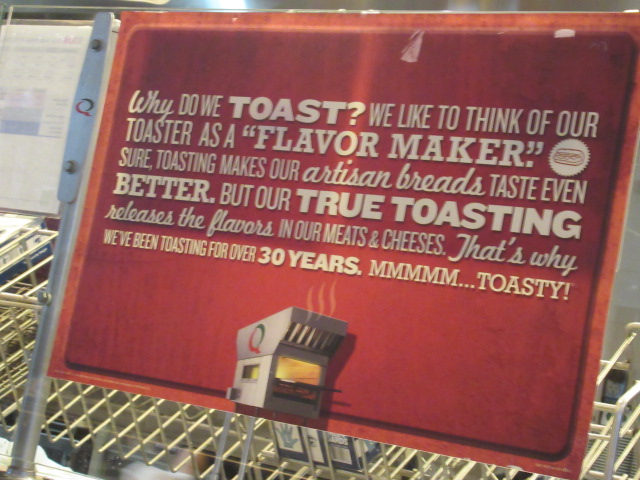 Why DO WE TOAST? WE LIKE TO THINK OF OUR
TOASTER AS A "FLAVOR MAKER."
SURE, TOASTING MAKES OUR artisan breads TASTE EVEN
BETTER. BUT OUR TRUE TOASTING
releases the flavors IN OUR MEATS & CHEESES. That's why
WE'VE BEEN TOASTING FOR OVER 30 YEARS. MMMMM...TOASTY!
Q